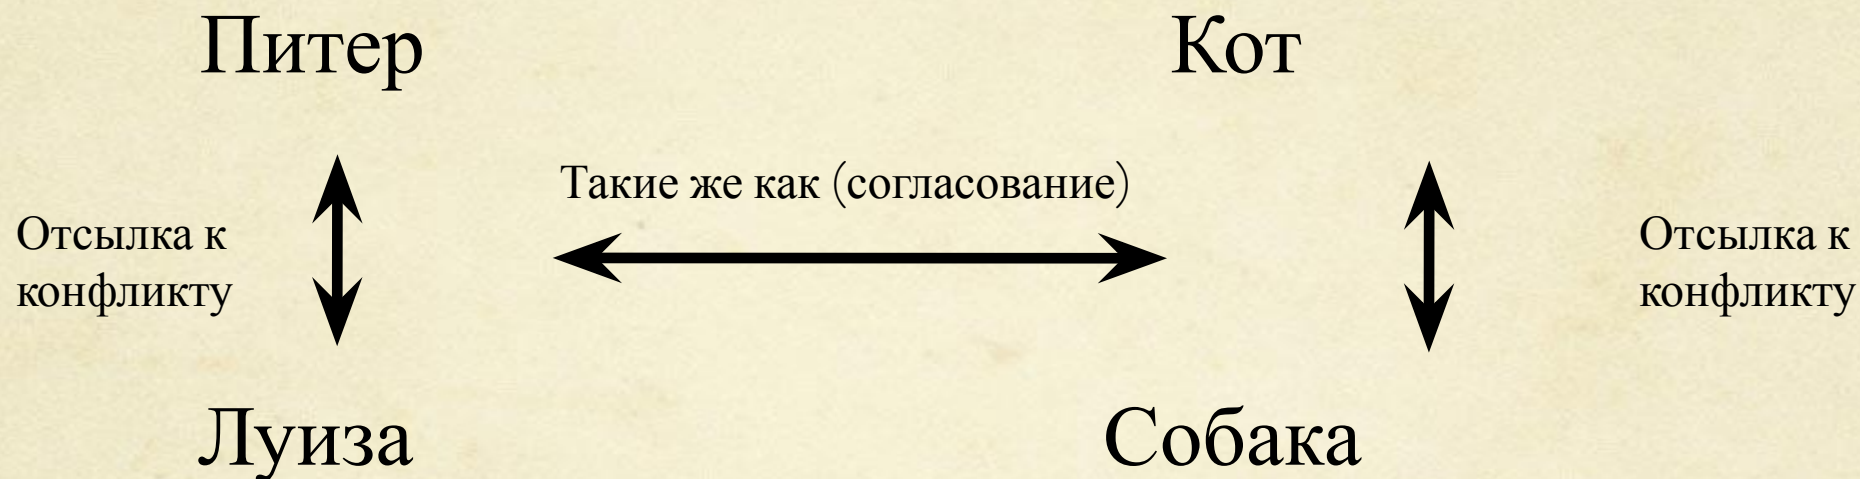 Питер
Кот
Такие же как (согласование)
Отсылка к
конфликту
Отсылка к
конфликту
Луиза
Собака